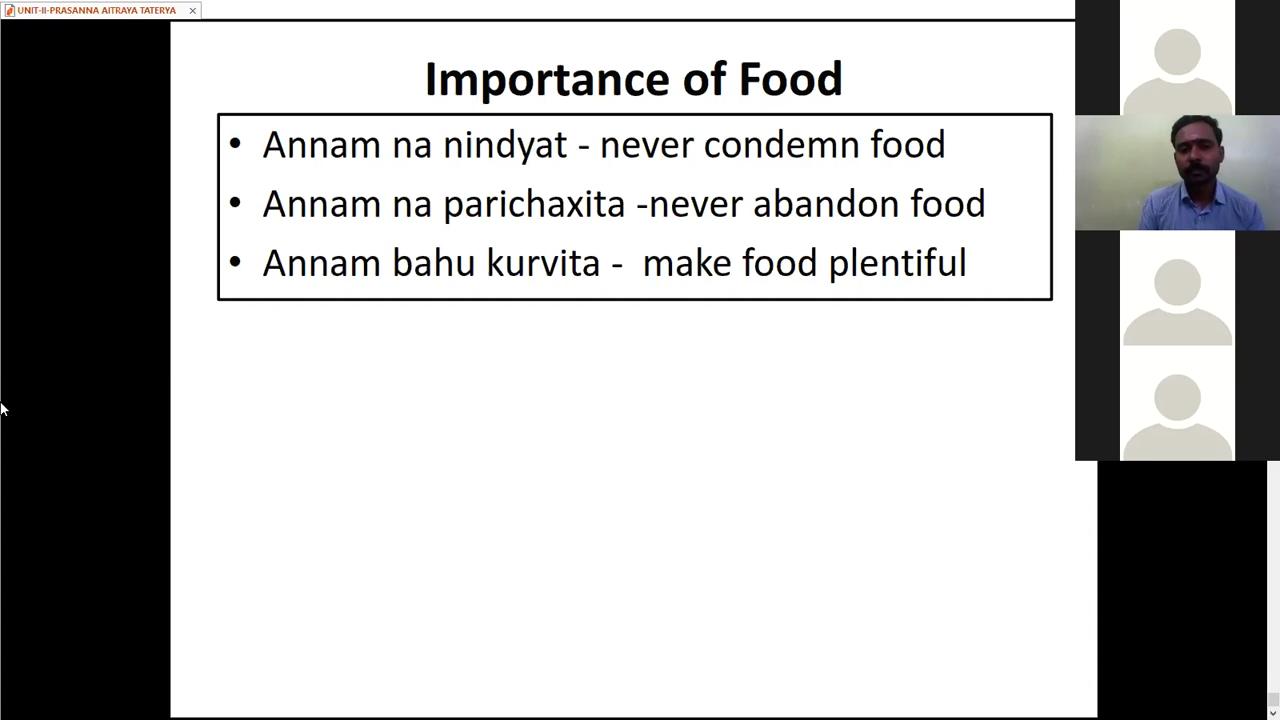 UNIT-II-PRASANNA AITRAYA TATERYA
Importance of Food
• Annam na nindyat - never condemn food
• Annam na parichaxita -never abandon food
• Annam bahu kurvita - make food plentiful